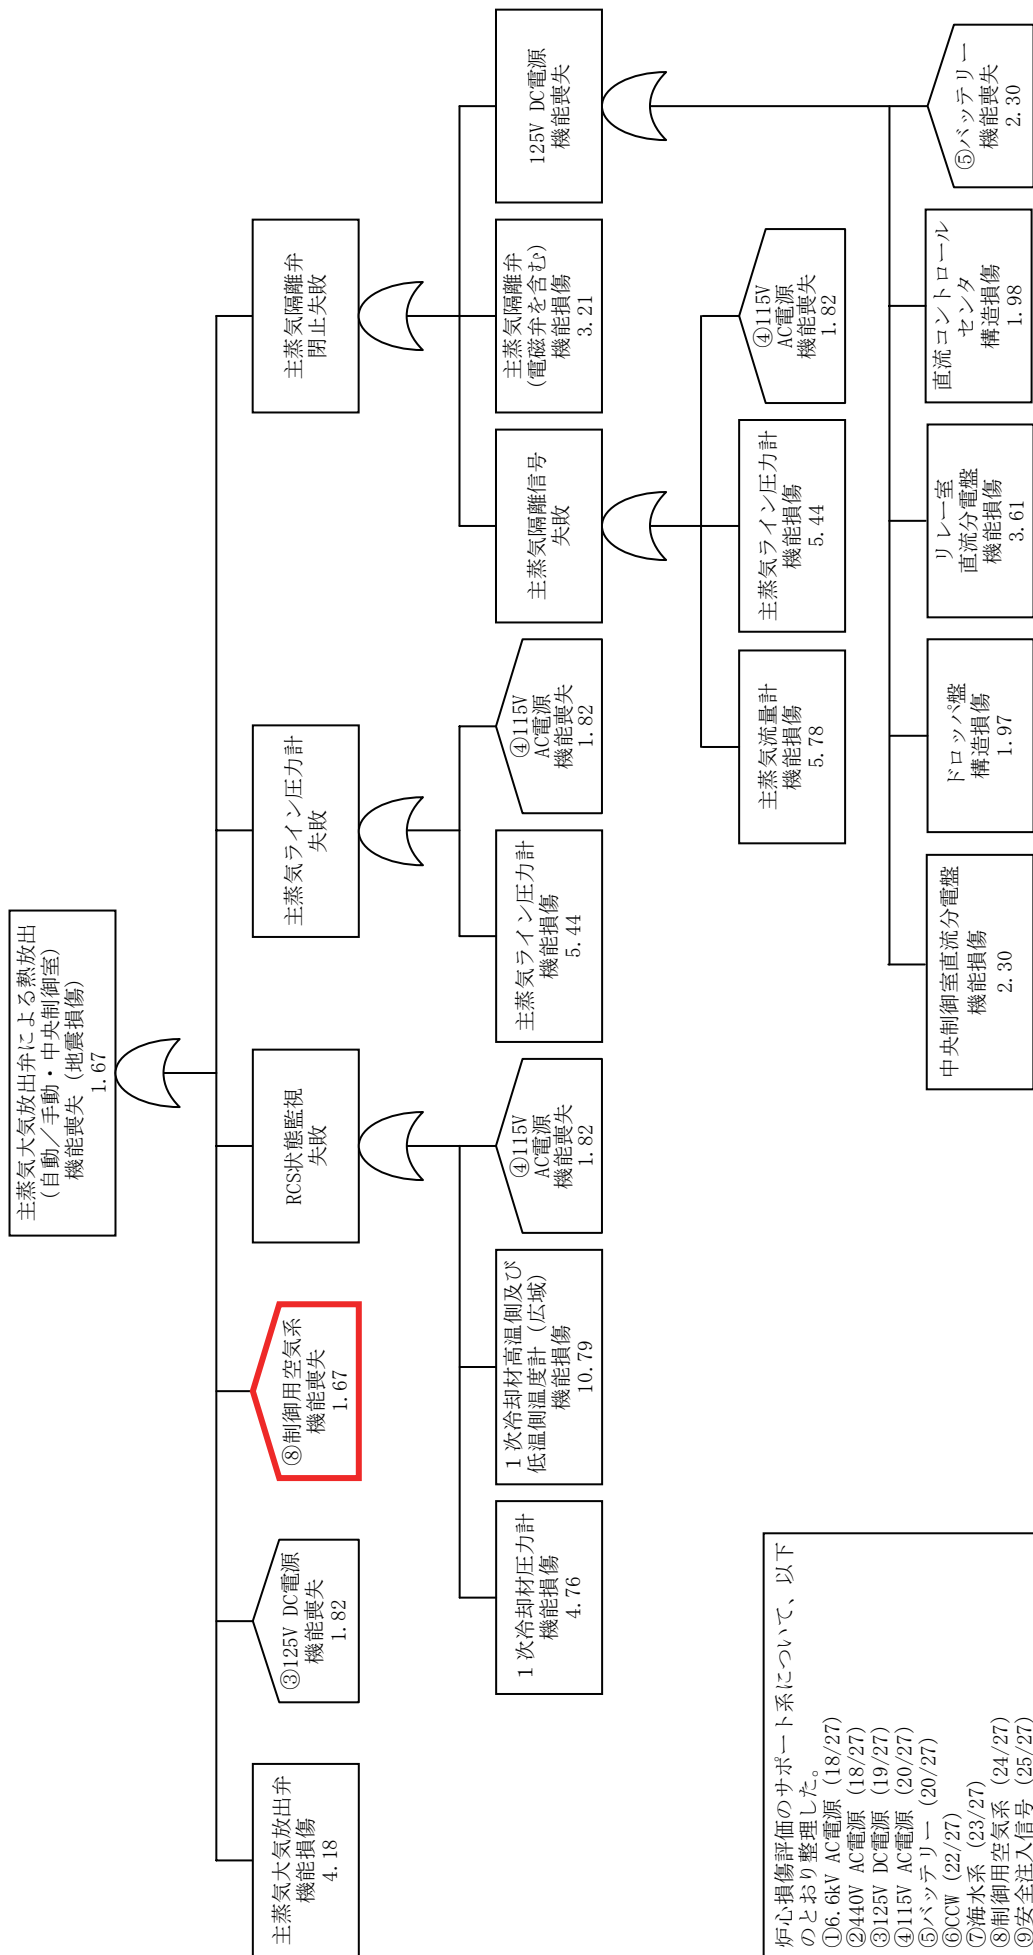 主蒸気大気放出弁による熱放出
(自動／手動・中央制御室)
機能喪失 (地震損傷)
1.67
主蒸気大気放出弁
機能損傷
4.18
③125V DC電源
機能喪失
1.82
⑧制御用空気系
機能喪失
1.67
RCS状態監視
失敗
主蒸気ライン圧力計
失敗
主蒸気隔離弁
閉止失敗
1次冷却材圧力計
機能損傷
4.76
1次冷却材高温側及び
低温側温度計 (広域)
機能損傷
10.79
④115V
AC電源
機能喪失
1.82
主蒸気ライン圧力計
機能損傷
5.44
④115V
AC電源
機能喪失
1.82
主蒸気隔離信号
失敗
主蒸気隔離弁
(電磁弁を含む)
機能損傷
3.21
125V DC電源
機能喪失
主蒸気流量計
機能損傷
5.78
主蒸気ライン圧力計
機能損傷
5.44
④115V
AC電源
機能喪失
1.82
中央制御室直流分電盤
機能損傷
2.30
ドロッパ盤
構造損傷
1.97
リレー室
直流分電盤
機能損傷
3.61
直流コントロール
センタ
構造損傷
1.98
⑤バッテリー
機能喪失
2.30
炉心損傷評価のサポート系について、以下
のとおり整理した。
①6.6kV AC電源 (18/27)
②440V AC電源 (18/27)
③125V DC電源 (19/27)
④115V AC電源 (20/27)
⑤バッテリー (20/27)
⑥CCW (22/27)
⑦海水系 (23/27)
⑧制御用空気系 (24/27)
⑨安全注入信号 (25/27)